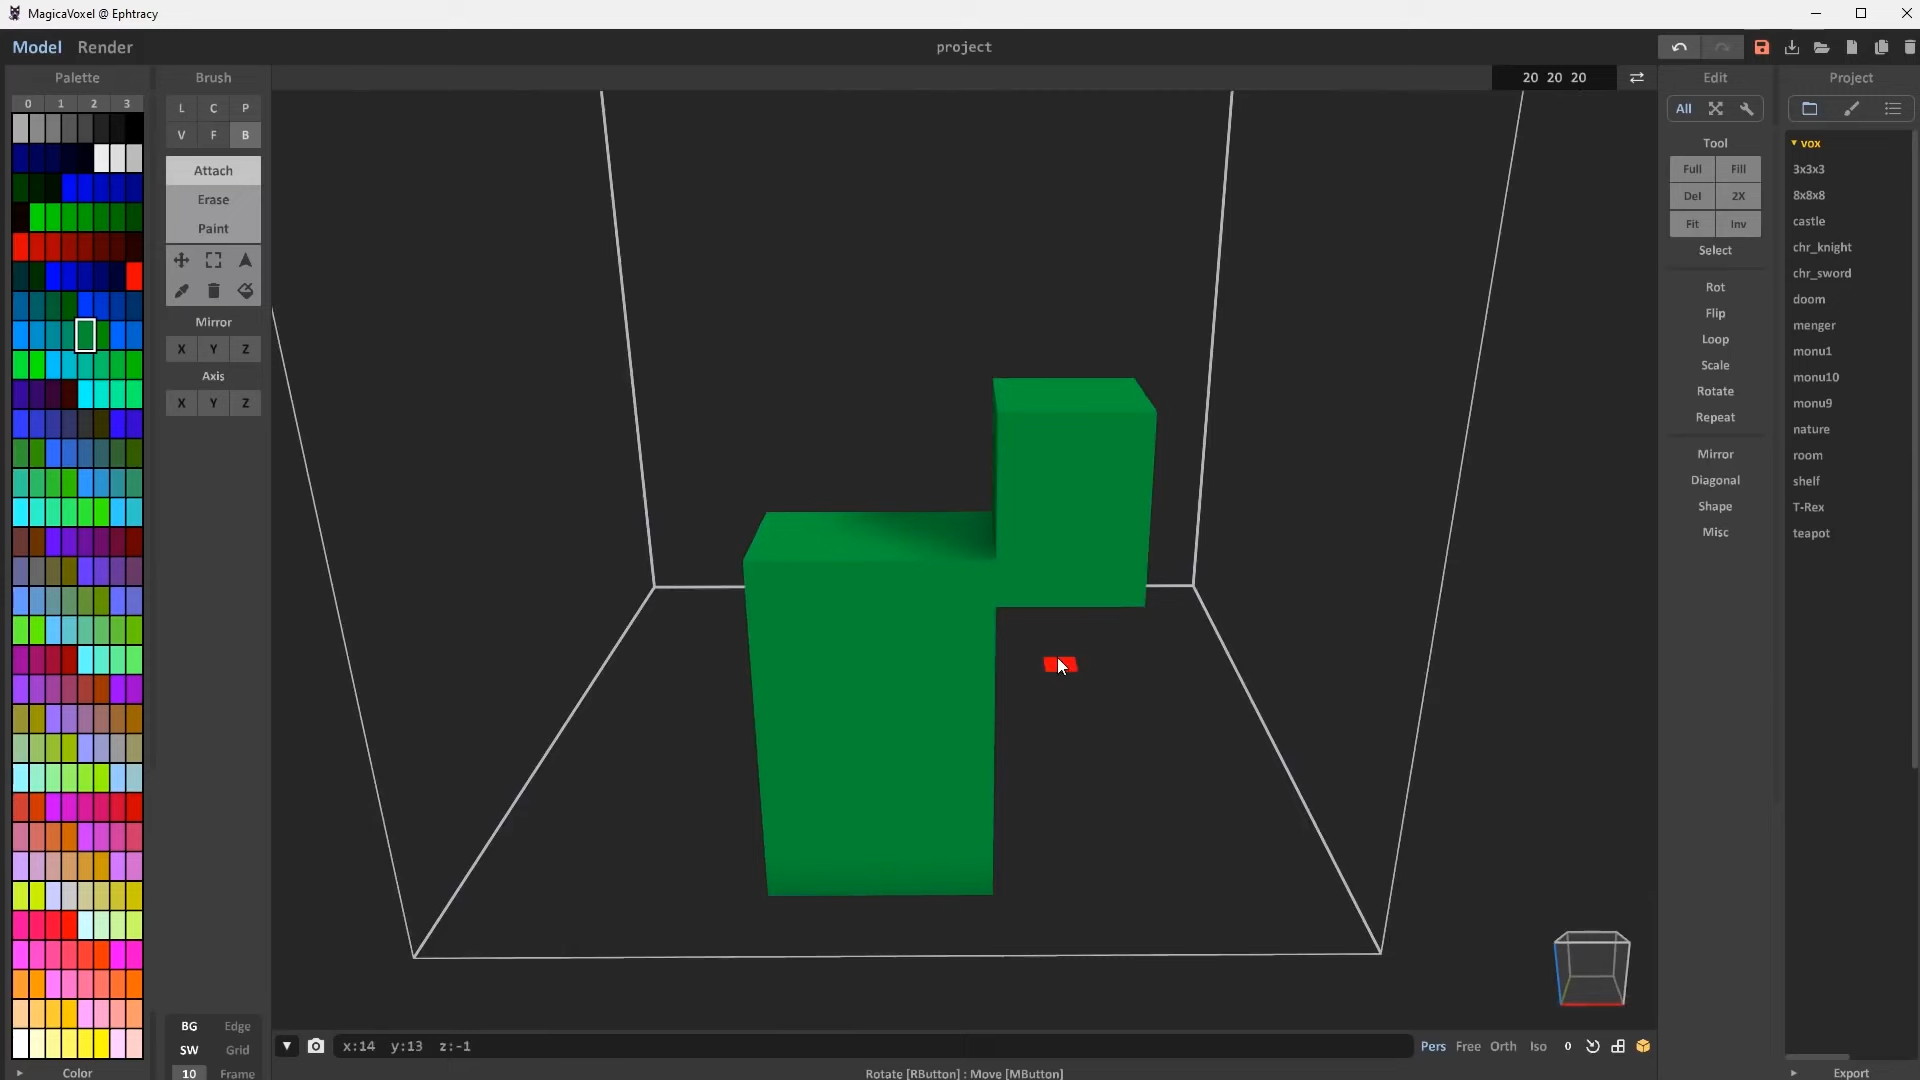 MagicaVoxel @ Ephtracy
Model Render
project
Palette
Brush
20 20 20
Edit
Project
0 1 2 3
L C P
V F B
Attach
Erase
Paint
Mirror
X Y Z
Axis
X Y Z
All
Tool
Full Fill
Del 2X
Fit Inv
Select
Rot
Flip
Loop
Scale
Rotate
Repeat
Mirror
Diagonal
Shape
Misc
vox
3x3x3
8x8x8
castle
chr_knight
chr_sword
doom
menger
monu1
monu10
monu9
nature
room
shelf
T-Rex
teapot
BG Edge
SW Grid
10 Frame
x:14 y:13 z:-1
Pers Free Orth Iso 0
Color
Rotate [RButton] : Move [MButton]
Export